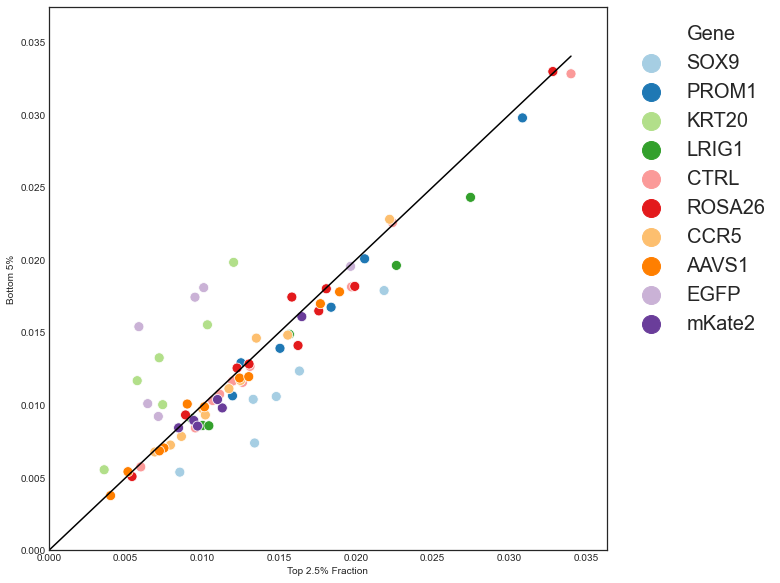 0.035
0.030
0.025
0.020
0.015
0.010
0.005
0.000
Bottom 5%
0.000 0.005 0.010 0.015 0.020 0.025 0.030 0.035
Top 2.5% Fraction
Gene
SOX9
PROM1
KRT20
LRIG1
CTRL
ROSA26
CCR5
AAVS1
EGFP
mKate2